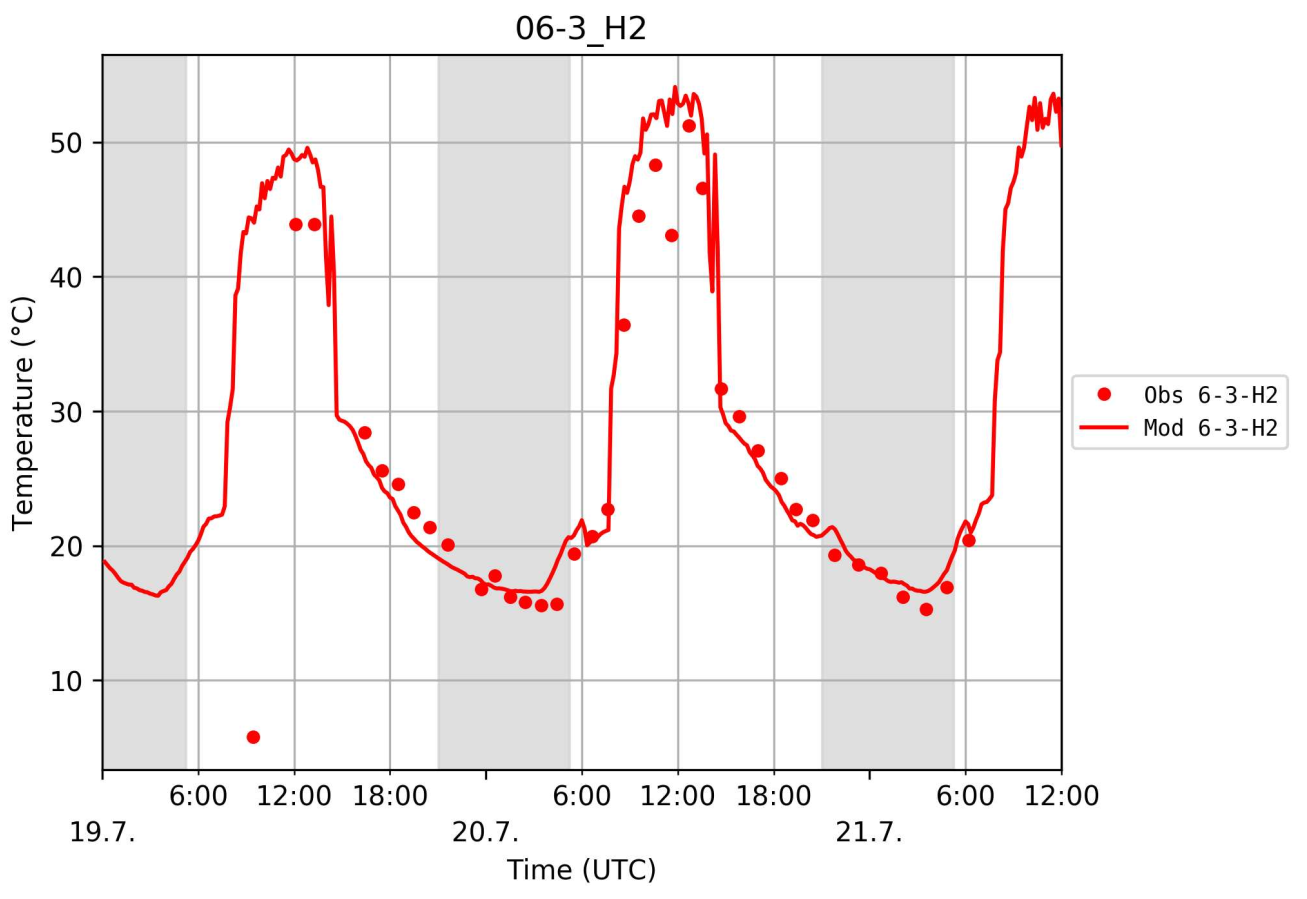 06-3_H2
Temperature (°C)
50
40
30
20
10
6:00 12:00 18:00 6:00 12:00 18:00 6:00 12:00
19.7. 20.7. 21.7.
Time (UTC)
Obs 6-3-H2
Mod 6-3-H2